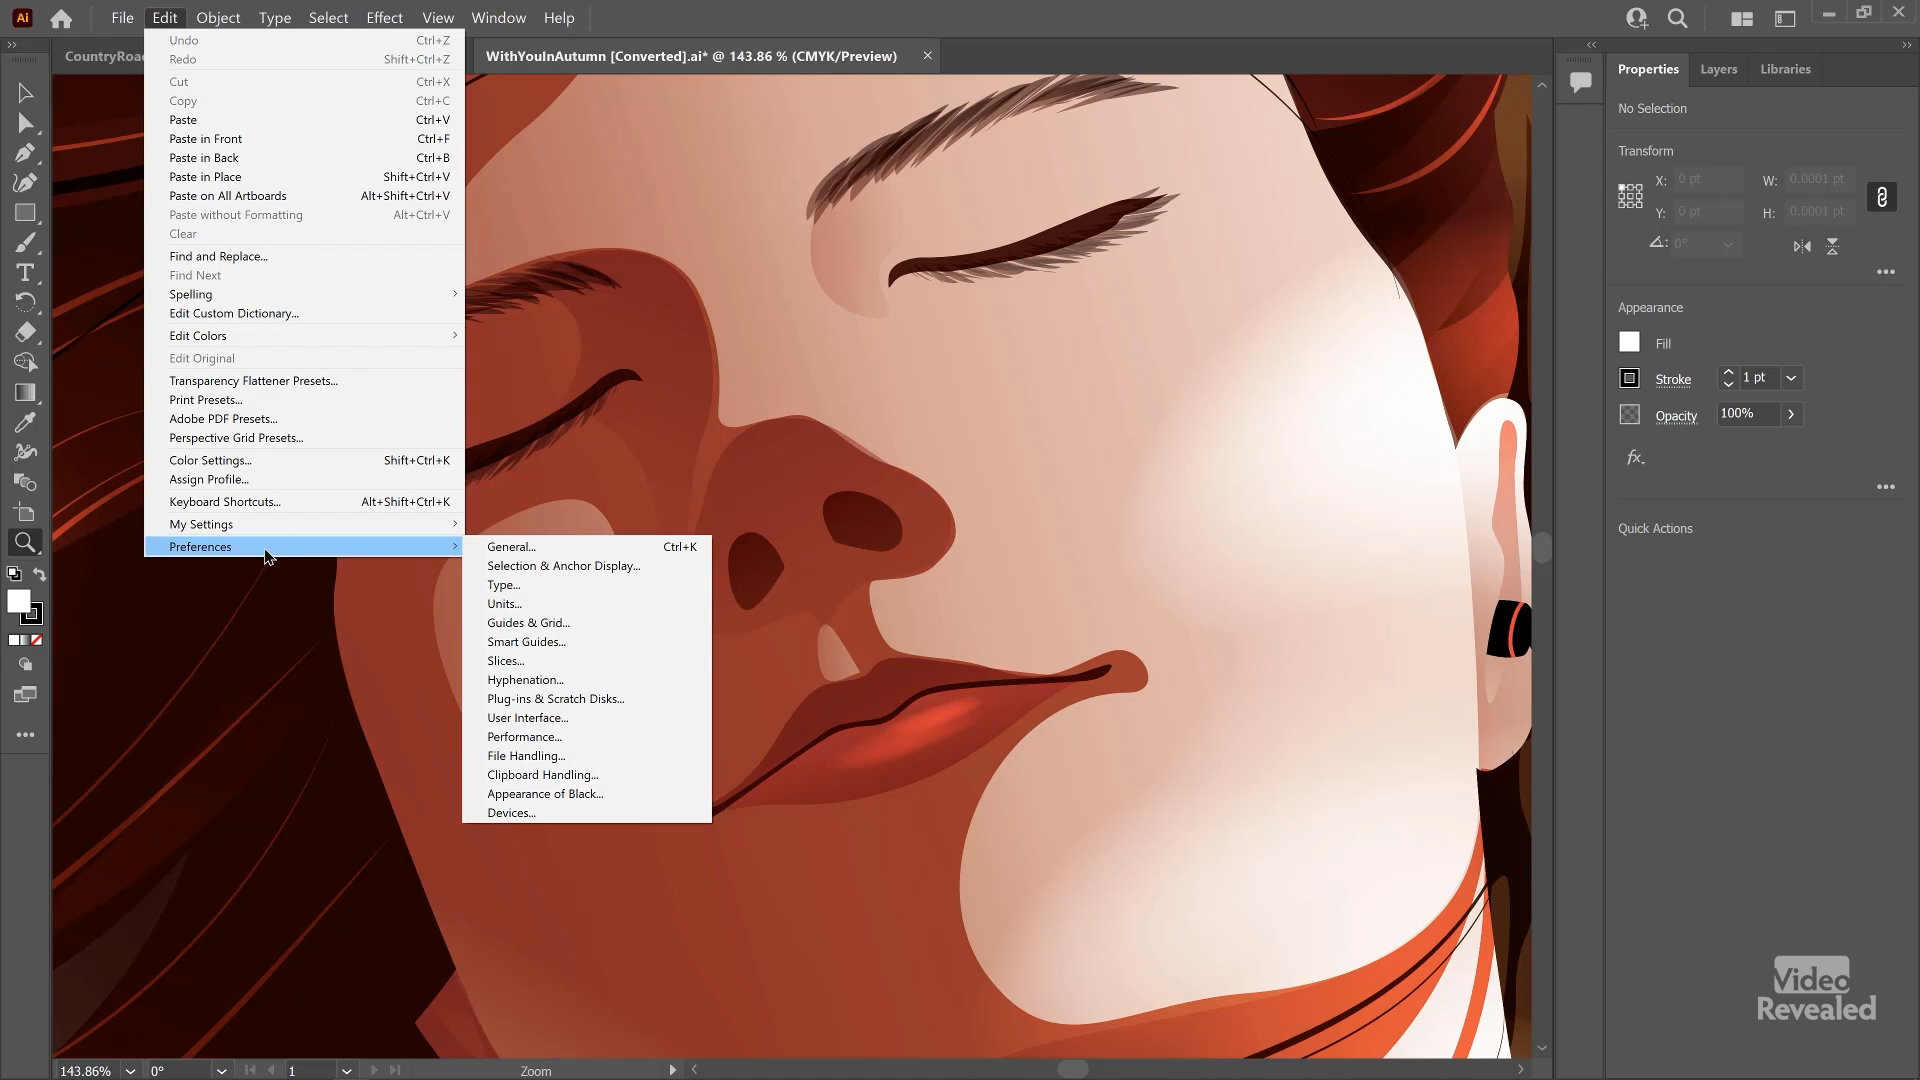 Ai File Edit Object Type Select Effect View Window Help
CountryRoa
WithYouInAutumn [Converted].ai* @ 143.86 % (CMYK/Preview)
Undo Ctrl+Z
Redo Shift+Ctrl+Z
Cut Ctrl+X
Copy Ctrl+C
Paste Ctrl+V
Paste in Front Ctrl+F
Paste in Back Ctrl+B
Paste in Place Shift+Ctrl+V
Paste on All Artboards Alt+Shift+Ctrl+V
Paste without Formatting Alt+Ctrl+V
Clear
Find and Replace...
Find Next
Spelling
Edit Custom Dictionary...
Edit Colors
Edit Original
Transparency Flattener Presets...
Print Presets...
Adobe PDF Presets...
Perspective Grid Presets...
Color Settings... Shift+Ctrl+K
Assign Profile...
Keyboard Shortcuts... Alt+Shift+Ctrl+K
My Settings
Preferences
General... Ctrl+K
Selection & Anchor Display...
Type...
Units...
Guides & Grid...
Smart Guides...
Slices...
Hyphenation...
Plug-ins & Scratch Disks...
User Interface...
Performance...
File Handling...
Clipboard Handling...
Appearance of Black...
Devices...
Properties Layers Libraries
No Selection
Transform
X: 0 pt W: 0.0001 pt
Y: 0 pt H: 0.0001 pt
0°
Appearance
Fill
Stroke 1 pt
Opacity 100%
fx.
Quick Actions
Video
Revealed
143.86% 0° 1 Zoom